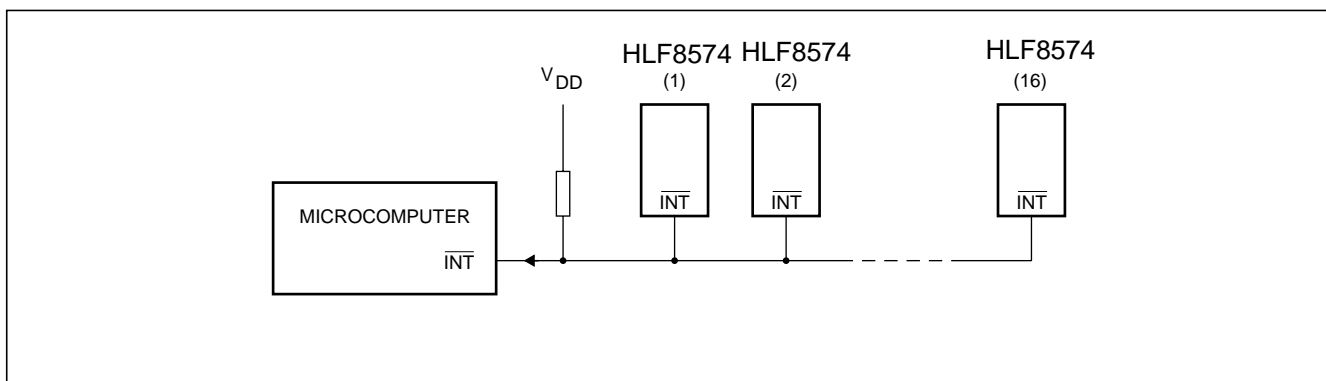 HLF8574 HLF8574 HLF8574
(1) (2) (16)
VDD
INT INT INT
MICROCOMPUTER
INT